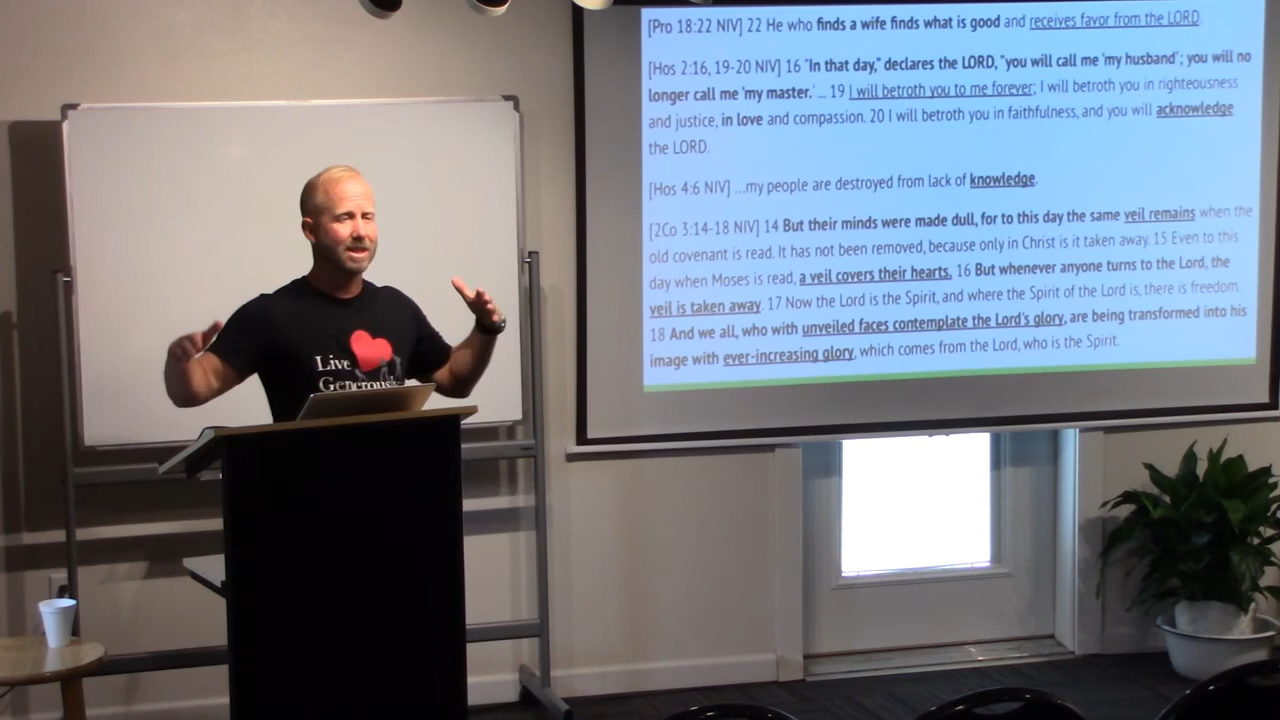 [Pro 18:22 NIV] 22 He who finds a wife finds what is good and receives favor from the LORD.
[Hos 2:16, 19-20 NIV] 16 "In that day," declares the LORD, "you will call me 'my husband'; you will no
longer call me 'my master.' ... 19 I will betroth you to me forever; I will betroth you in righteousness
and justice, in love and compassion. 20 I will betroth you in faithfulness, and you will acknowledge
the LORD.
[Hos 4:6 NIV] ...my people are destroyed from lack of knowledge.
[2Co 3:14-18 NIV] 14 But their minds were made dull, for to this day the same veil remains when the
old covenant is read. It has not been removed, because only in Christ is it taken away. 15 Even to this
day when Moses is read, a veil covers their hearts. 16 But whenever anyone turns to the Lord, the
veil is taken away. 17 Now the Lord is the Spirit, and where the Spirit of the Lord is, there is freedom.
18 And we all, who with unveiled faces contemplate the Lord's glory, are being transformed into his
image with ever-increasing glory, which comes from the Lord, who is the Spirit.
Live
Generously